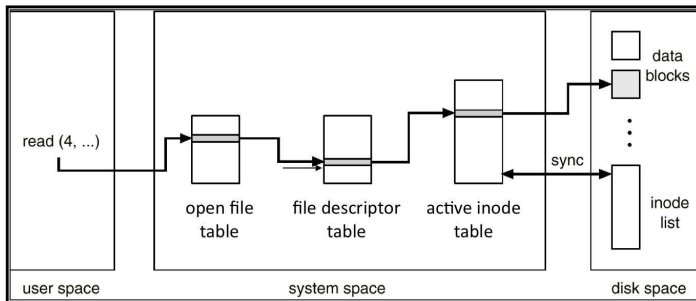 read (4, ...)
open file
table
file descriptor
table
active inode
table
sync
data
blocks
inode
list
user space
system space
disk space